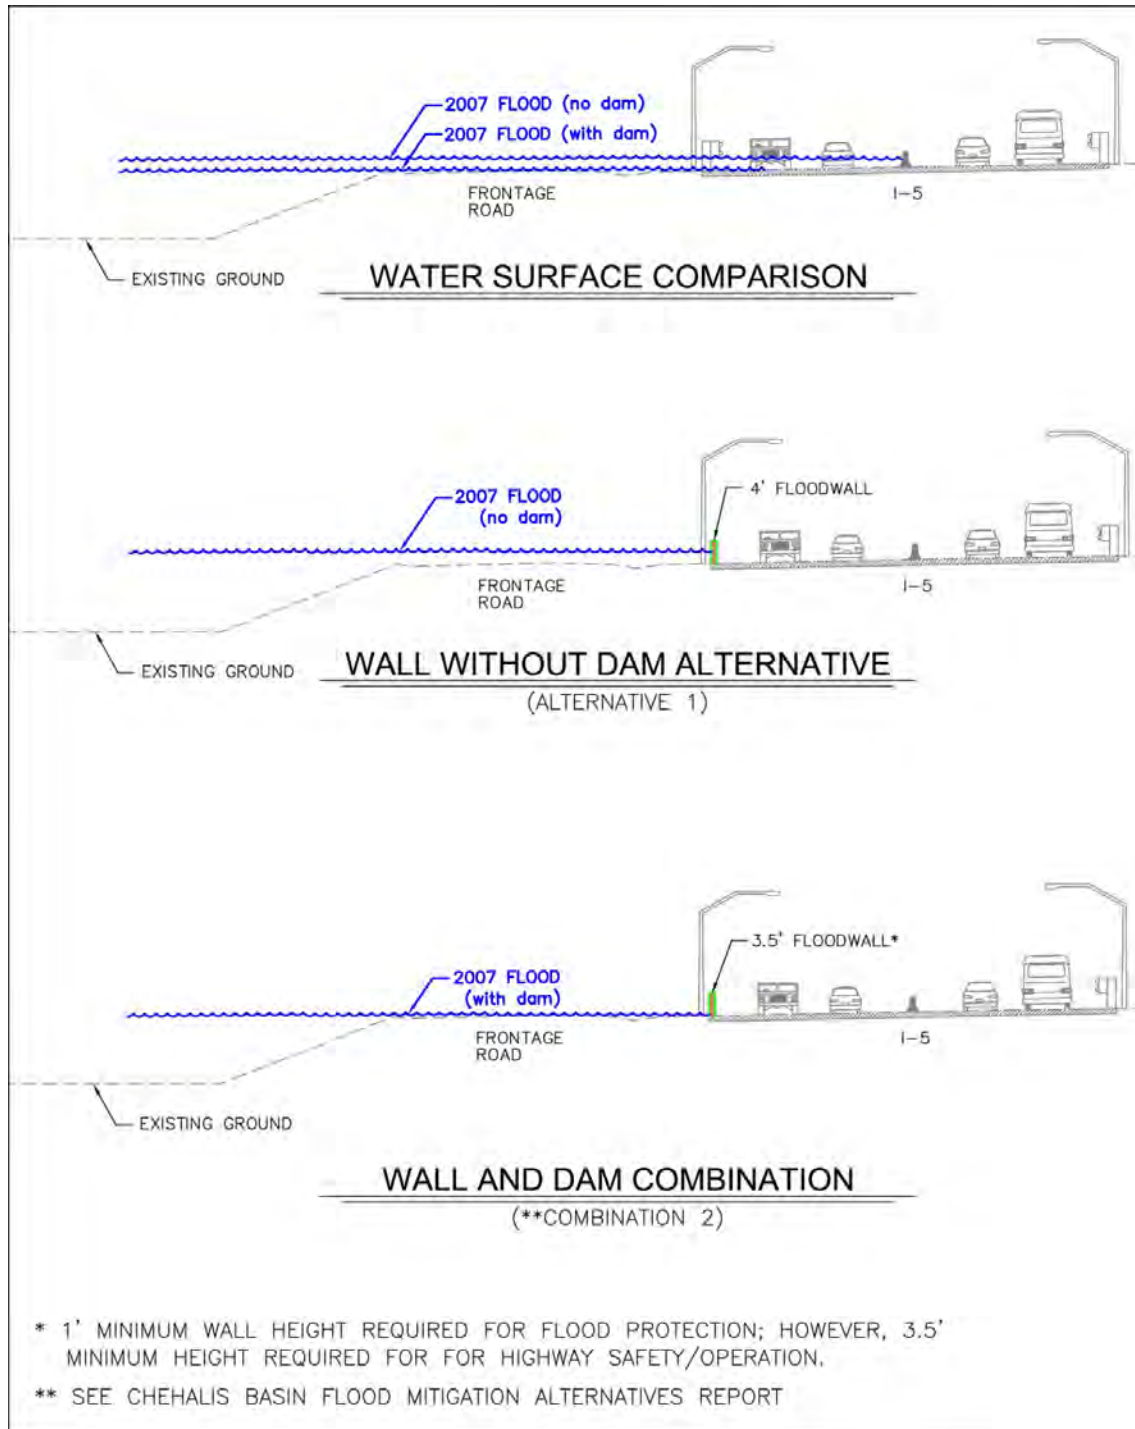 2007 FLOOD (no dam)
2007 FLOOD (with dam)
FRONTAGE
ROAD
I-5
EXISTING GROUND
WATER SURFACE COMPARISON
4' FLOODWALL
2007 FLOOD
(no dam)
FRONTAGE
ROAD
I-5
EXISTING GROUND
WALL WITHOUT DAM ALTERNATIVE
(ALTERNATIVE 1)
3.5' FLOODWALL*
2007 FLOOD
(with dam)
FRONTAGE
ROAD
I-5
EXISTING GROUND
WALL AND DAM COMBINATION
(**COMBINATION 2)
* 1' MINIMUM WALL HEIGHT REQUIRED FOR FLOOD PROTECTION; HOWEVER, 3.5'
MINIMUM HEIGHT REQUIRED FOR FOR HIGHWAY SAFETY/OPERATION.
** SEE CHEHALIS BASIN FLOOD MITIGATION ALTERNATIVES REPORT